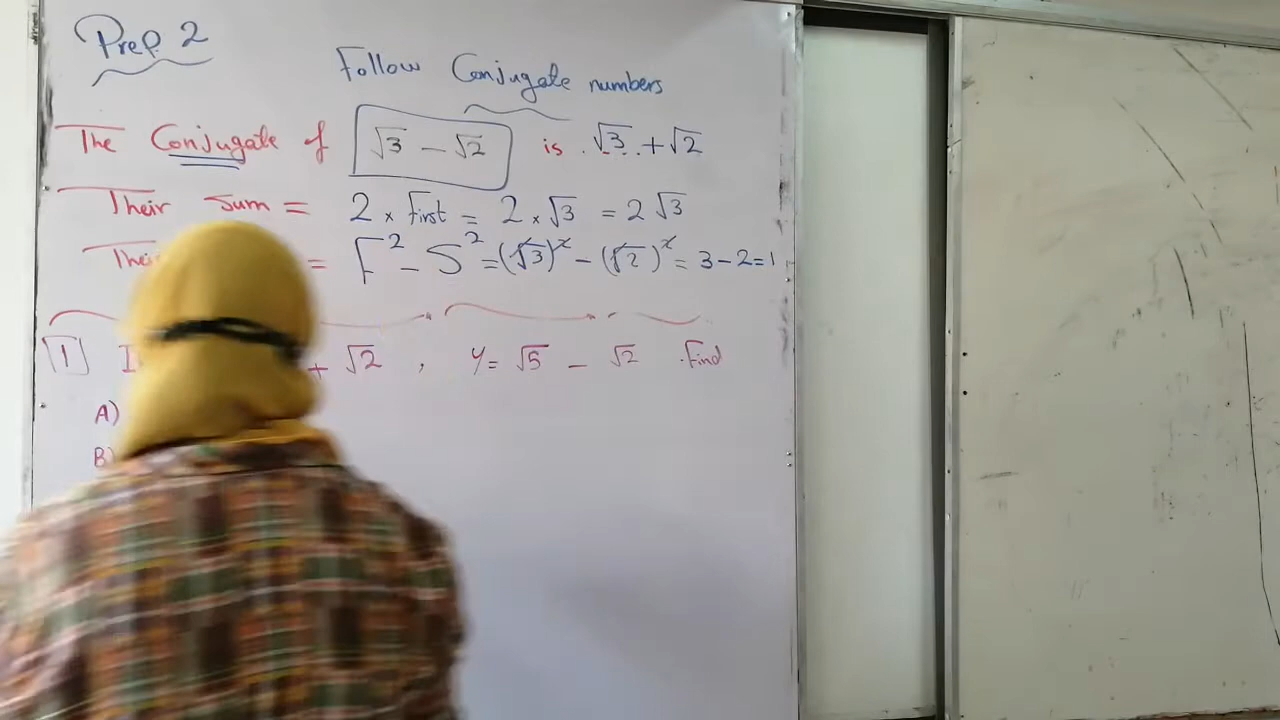 Prep. 2
Follow Conjugate numbers
The Conjugate of √3 − √2 is √3 + √2
Their Sum = 2 × First = 2 × √3 = 2 √3
= F² − S² = (√3)² − (√2)² = 3 − 2 = 1
1 + √2 , y = √5 − √2 Find
A)
B)